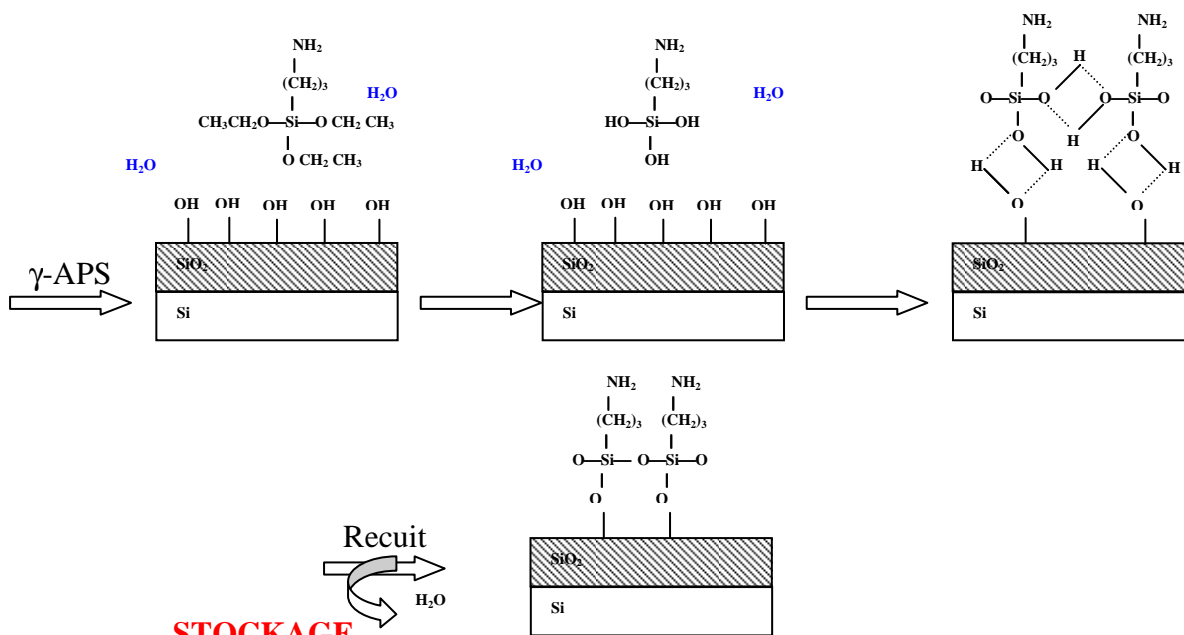 NH₂
(CH₂)₃
H₂O
CH₃CH₂O—Si—O CH₂ CH₃
O CH₂ CH₃
H₂O
OH OH OH OH OH
SiO₂
Si
γ-APS
NH₂
(CH₂)₃
H₂O
HO—Si—OH
OH
H₂O
OH OH OH OH OH
SiO₂
Si
NH₂ NH₂
(CH₂)₃ H (CH₂)₃
O—Si—O O—Si—O
H
O O
H H H H
O O
SiO₂
Si
NH₂ NH₂
(CH₂)₃ (CH₂)₃
O—Si— O—Si—O
O O
SiO₂
Si
Recuit
H₂O
STOCKAGE